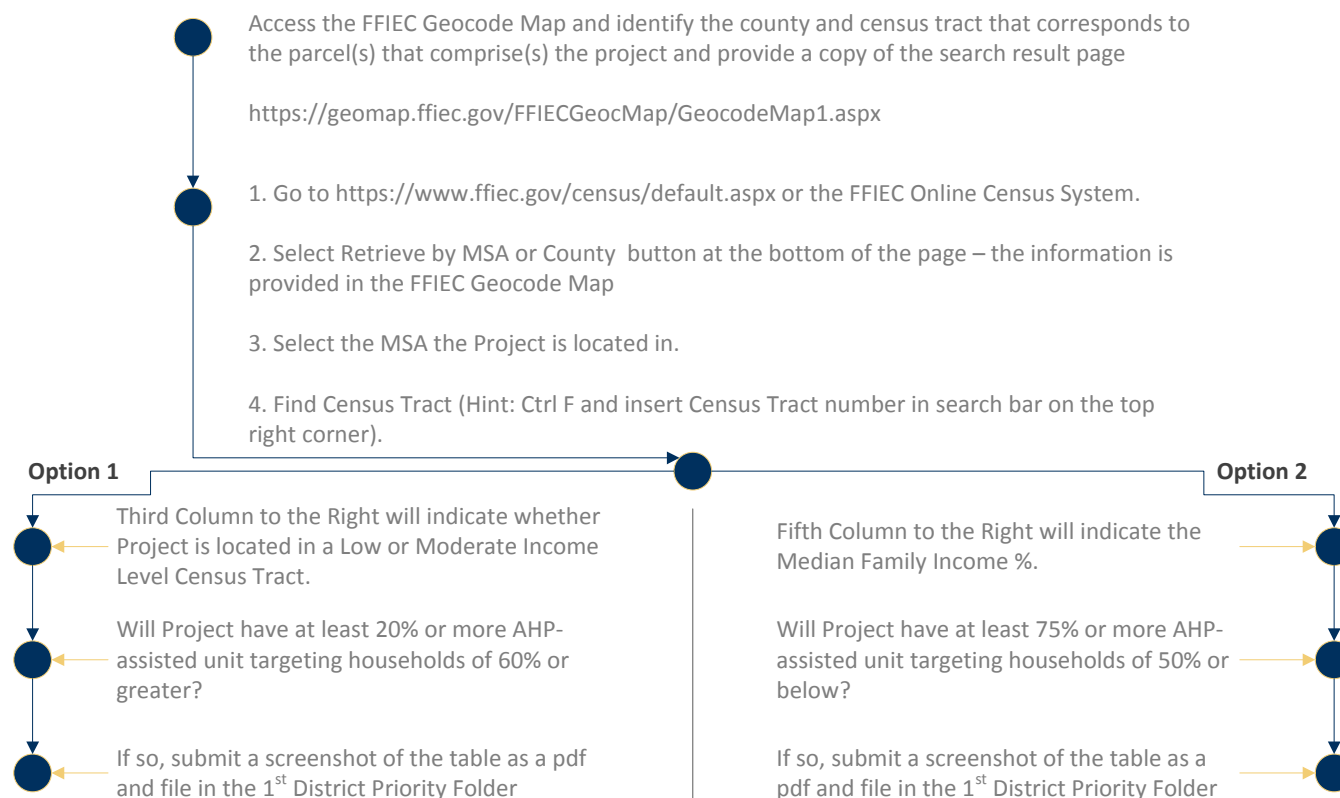 Access the FFIEC Geocode Map and identify the county and census tract that corresponds to
the parcel(s) that comprise(s) the project and provide a copy of the search result page
https://geomap.ffiec.gov/FFIECGeocMap/GeocodeMap1.aspx
1. Go to https://www.ffiec.gov/census/default.aspx or the FFIEC Online Census System.
2. Select Retrieve by MSA or County  button at the bottom of the page – the information is
provided in the FFIEC Geocode Map
3. Select the MSA the Project is located in.
4. Find Census Tract (Hint: Ctrl F and insert Census Tract number in search bar on the top
right corner).
Option 1
Third Column to the Right will indicate whether
Project is located in a Low or Moderate Income
Level Census Tract.
Will Project have at least 20% or more AHP-
assisted unit targeting households of 60% or
greater?
If so, submit a screenshot of the table as a pdf
and file in the 1st District Priority Folder
Option 2
Fifth Column to the Right will indicate the
Median Family Income %.
Will Project have at least 75% or more AHP-
assisted unit targeting households of 50% or
below?
If so, submit a screenshot of the table as a
pdf and file in the 1st District Priority Folder